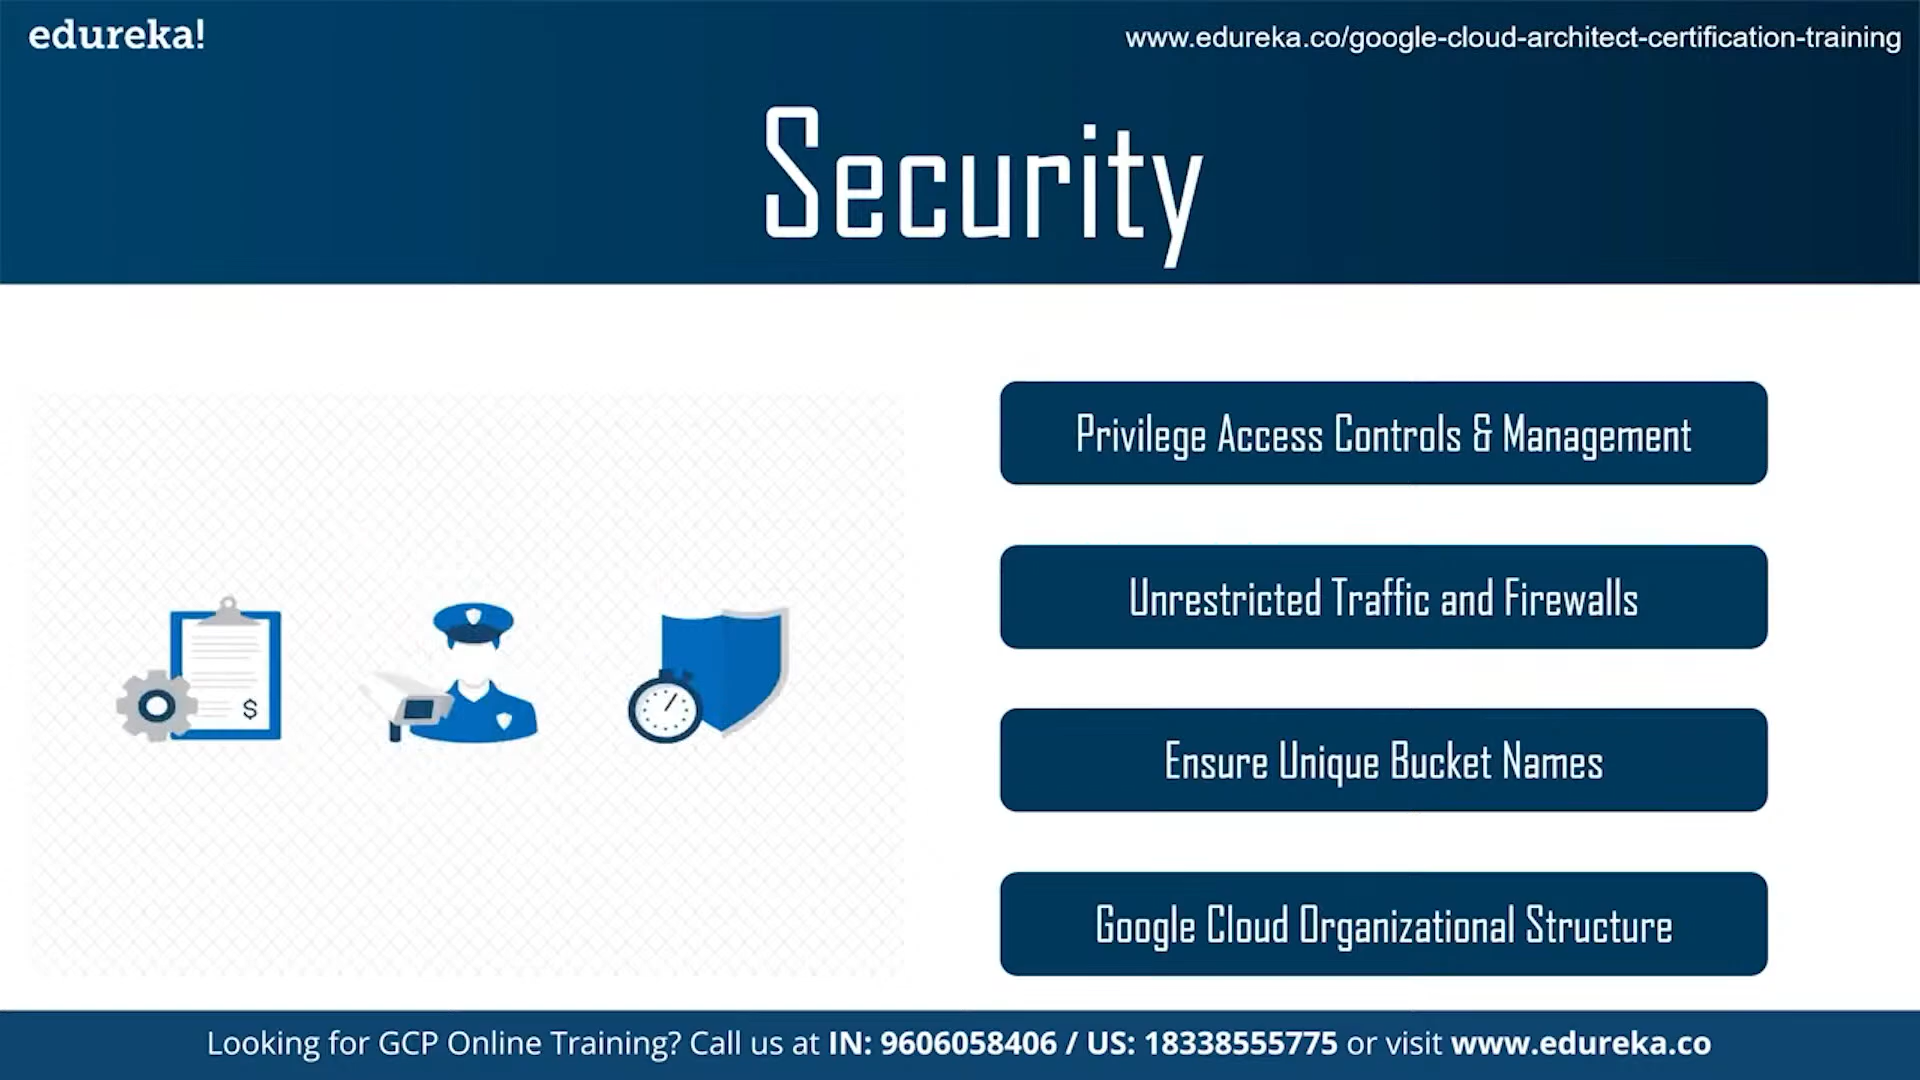 edureka!
www.edureka.co/google-cloud-architect-certification-training
Security
Privilege Access Controls & Management
Unrestricted Traffic and Firewalls
Ensure Unique Bucket Names
Google Cloud Organizational Structure
$
Looking for GCP Online Training? Call us at IN: 9606058406 / US: 18338555775 or visit www.edureka.co